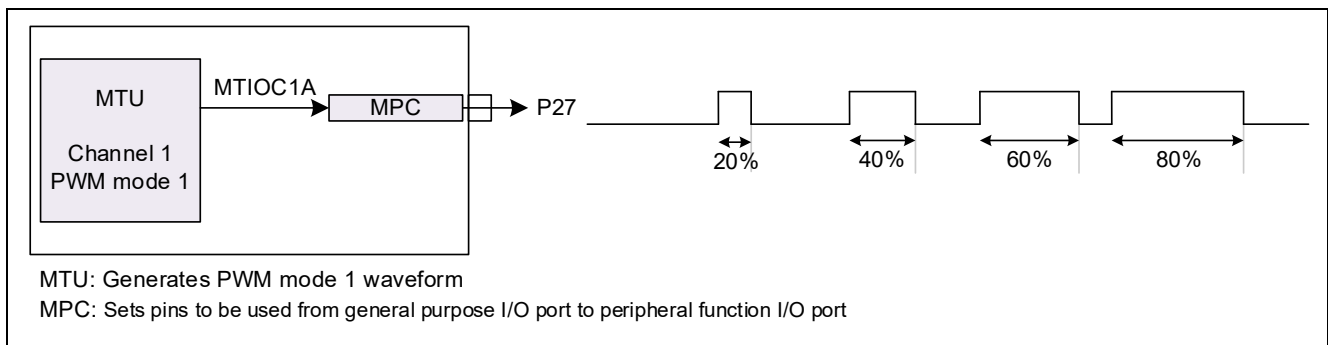 MTU
Channel 1
PWM mode 1
MTIOC1A
MPC
P27
20%
40%
60%
80%
MTU: Generates PWM mode 1 waveform
MPC: Sets pins to be used from general purpose I/O port to peripheral function I/O port